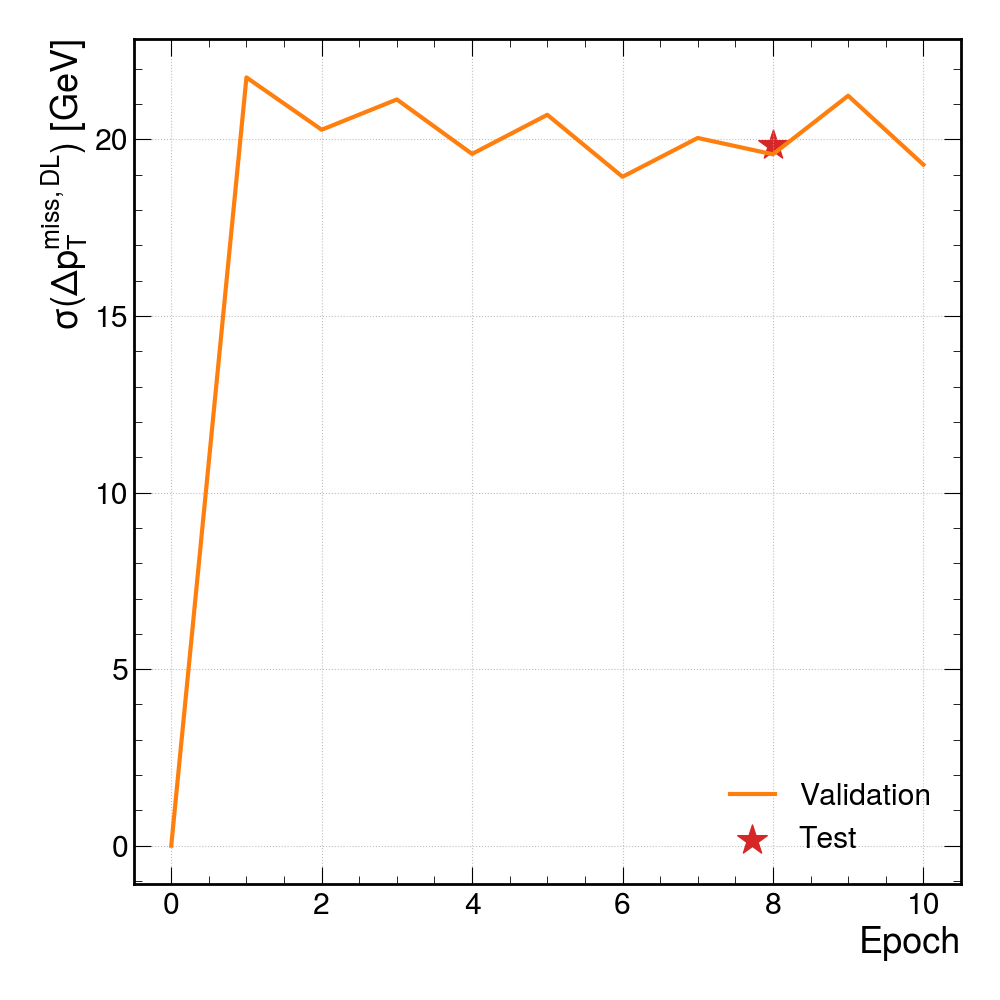 σ(Δp_T^miss, DL) [GeV]
20
15
10
5
0
Validation
Test
0 2 4 6 8 10
Epoch